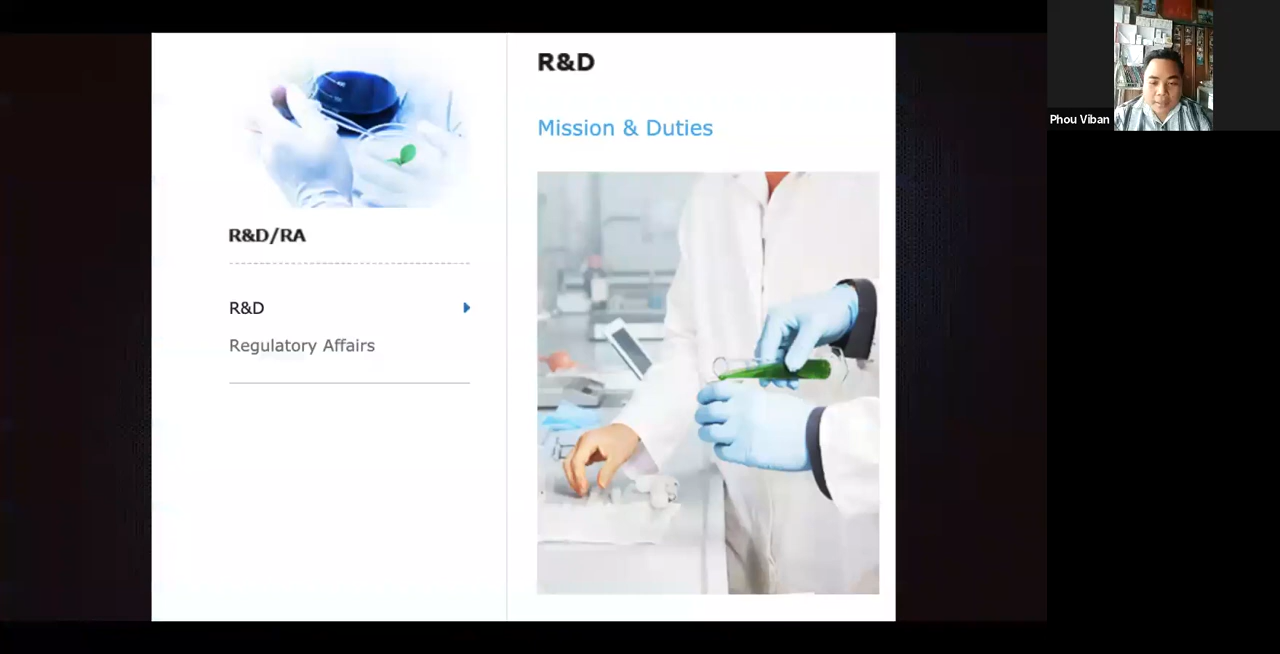 R&D/RA
R&D
Regulatory Affairs
R&D
Mission & Duties
Phou Viban